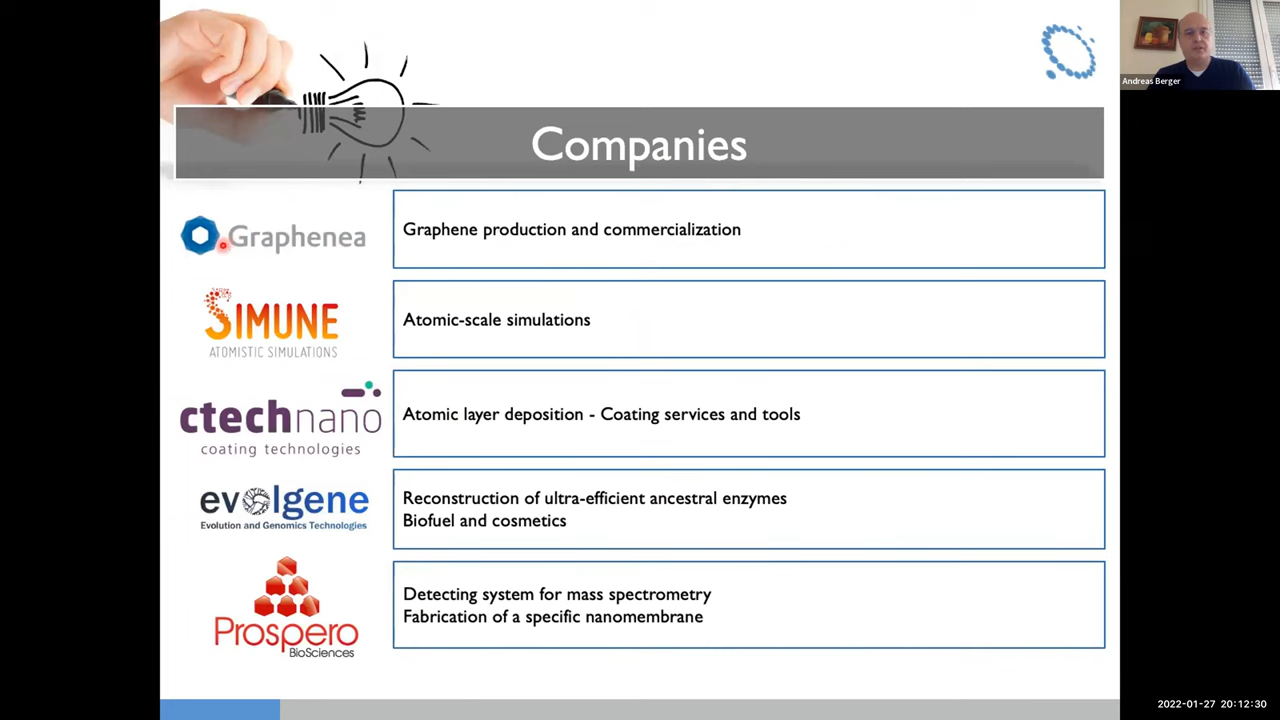 Andreas Berger
Companies
Graphenea
Graphene production and commercialization
SIMUNE
ATOMISTIC SIMULATIONS
Atomic-scale simulations
ctechnano
coating technologies
Atomic layer deposition - Coating services and tools
evolgene
Evolution and Genomics Technologies
Reconstruction of ultra-efficient ancestral enzymes
Biofuel and cosmetics
Prospero
BioSciences
Detecting system for mass spectrometry
Fabrication of a specific nanomembrane
2022-01-27 20:12:30